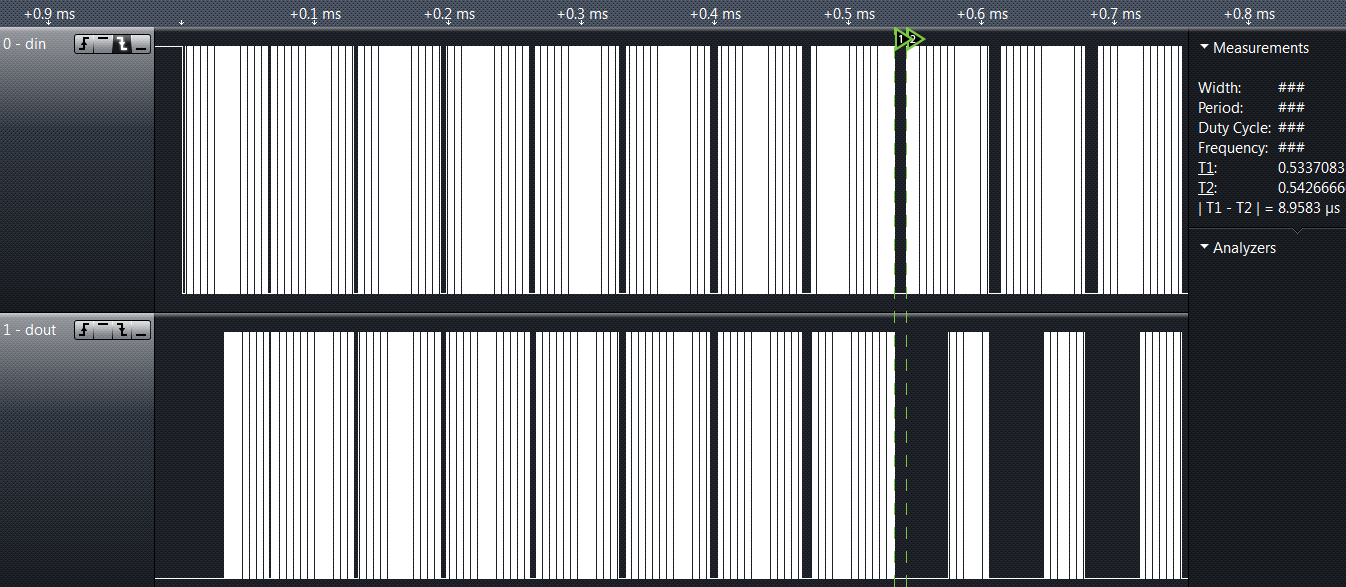 +0.9 ms +0.1 ms +0.2 ms +0.3 ms +0.4 ms +0.5 ms +0.6 ms +0.7 ms +0.8 ms
0 - din
1 2
Measurements
Width: ###
Period: ###
Duty Cycle: ###
Frequency: ###
T1: 0.5337083
T2: 0.5426666
| T1 - T2 | = 8.9583 µs
Analyzers
1 - dout